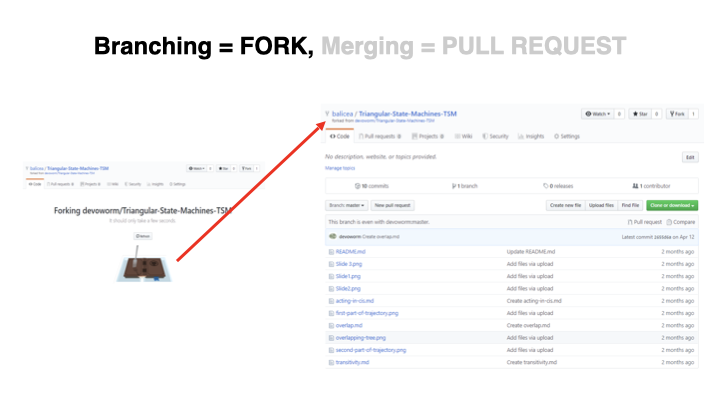 Branching = FORK, Merging = PULL REQUEST
balicea / Triangular-State-Machines-TSM
forked from devoworm/Triangular-State-Machines-TSM
Watch 0 Star 0 Fork 1
Code Pull requests 0 Projects 0 Wiki Security Insights Settings
No description, website, or topics provided. Edit
Manage topics
10 commits 1 branch 0 releases 1 contributor
Branch: master New pull request Create new file Upload files Find file Clone or download
This branch is even with devoworm:master. Pull request Compare
devoworm Create overlap.md Latest commit on Apr 12
README.md Update README.md 2 months ago
Slide 3.png Add files via upload 2 months ago
Slide1.png Add files via upload 2 months ago
Slide2.png Add files via upload 2 months ago
acting-in-cis.md Create acting-in-cis.md 2 months ago
first-part-of-trajectory.png Add files via upload 2 months ago
overlap.md Create overlap.md 2 months ago
overlapping-tree.png Add files via upload 2 months ago
second-part-of-trajectory.png Add files via upload 2 months ago
transitivity.md Create transitivity.md 2 months ago
balicea / Triangular-State-Machines-TSM
Watch 0 Star 0 Fork 1
Code Pull requests 0 Projects 0 Wiki Security Insights Settings
Forking devoworm/Triangular-State-Machines-TSM
It should only take a few seconds.